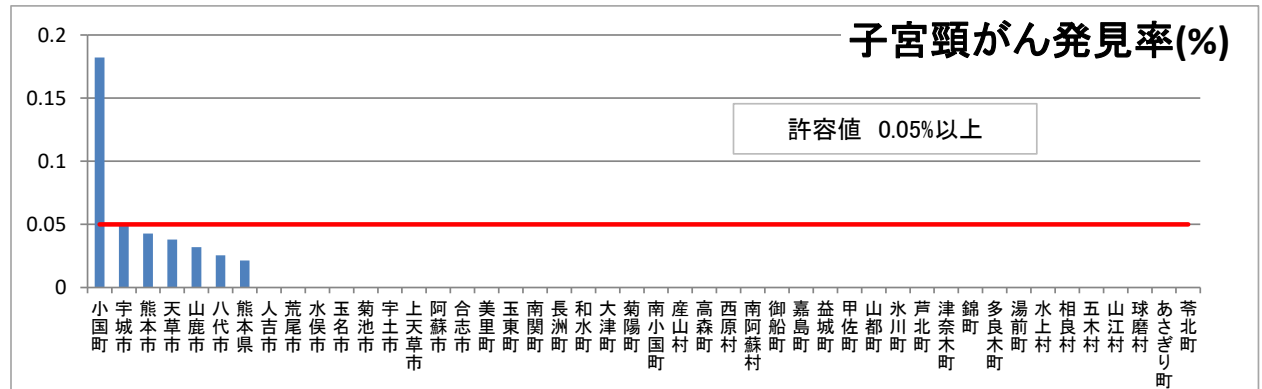 子宮頸がん発見率(%)
許容値 0.05%以上
0.2
0.15
0.1
0.05
0
小国町
宇城市
熊本市
天草市
山鹿市
八代市
熊本県
人吉市
荒尾市
水俣市
玉名市
菊池市
宇土市
上天草市
阿蘇市
合志市
美里町
玉東町
南関町
長洲町
和水町
大津町
菊陽町
南小国町
産山村
高森町
西原村
南阿蘇村
御船町
嘉島町
益城町
甲佐町
山都町
氷川町
芦北町
津奈木町
錦町
多良木町
湯前町
水上村
相良村
五木村
山江村
球磨村
あさぎり町
苓北町